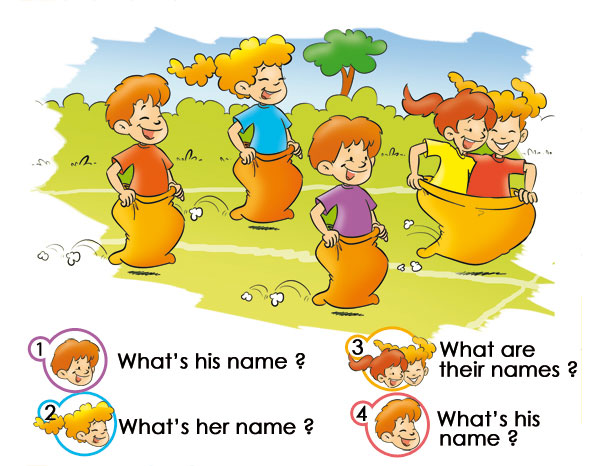 1 What's his name ?
2 What's her name ?
3 What are
their names ?
4 What's his
name ?